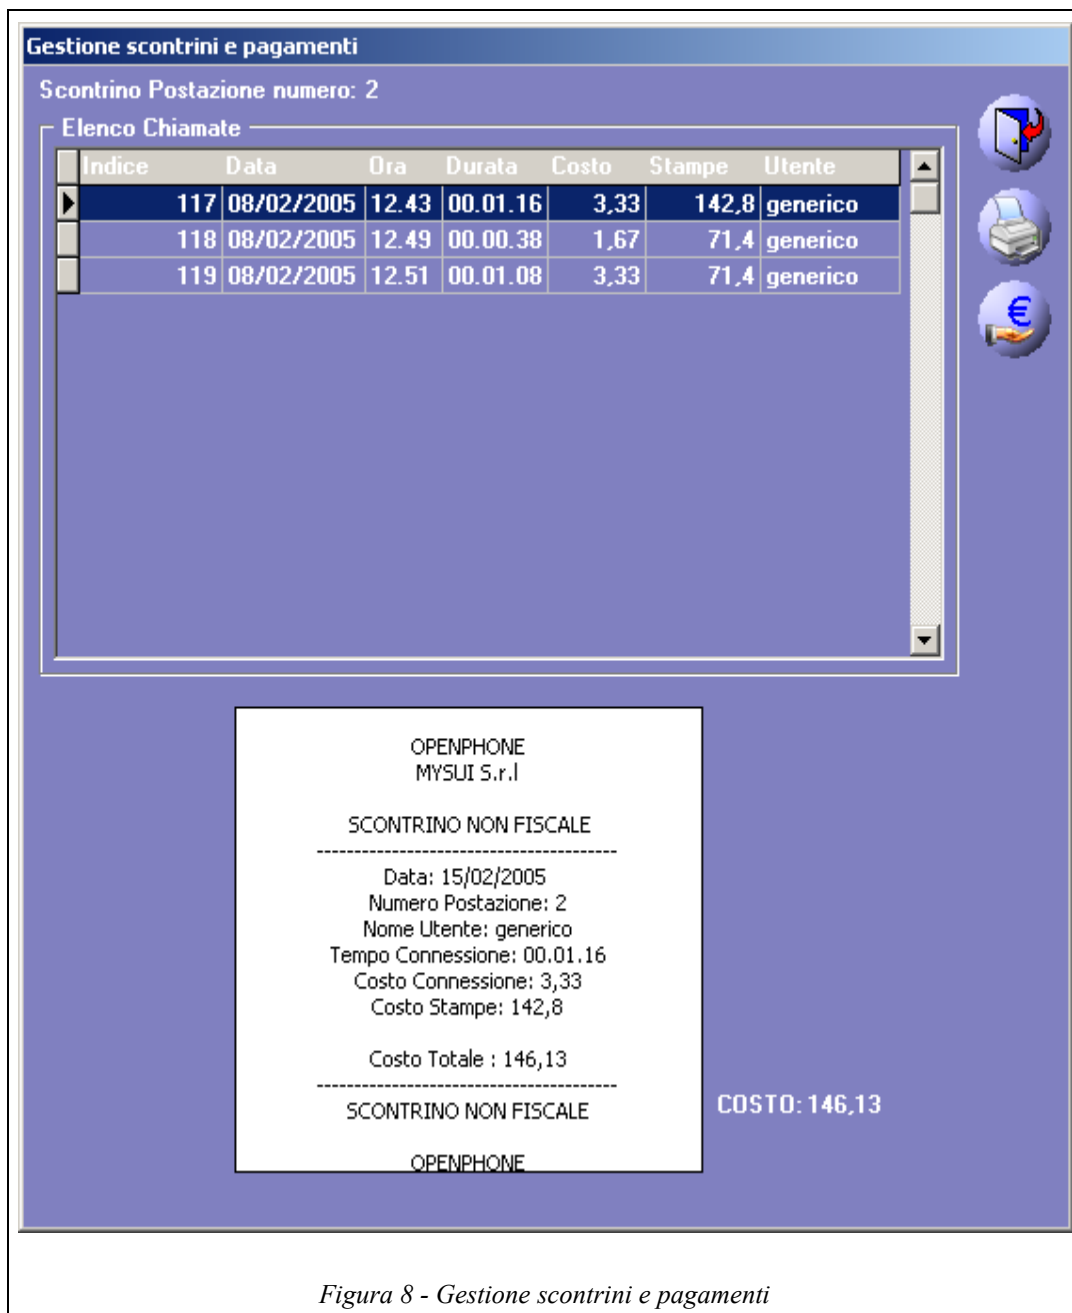 Gestione scontrini e pagamenti
Scontrino Postazione numero: 2
Elenco Chiamate
Indice Data Ora Durata Costo Stampe Utente
117 08/02/2005 12.43 00.01.16 3,33 142,8 generico
118 08/02/2005 12.49 00.00.38 1,67 71,4 generico
119 08/02/2005 12.51 00.01.08 3,33 71,4 generico
€
OPENPHONE
MYSUI S.r.l
SCONTRINO NON FISCALE
----------------------------------------
Data: 15/02/2005
Numero Postazione: 2
Nome Utente: generico
Tempo Connessione: 00.01.16
Costo Connessione: 3,33
Costo Stampe: 142,8
Costo Totale : 146,13
----------------------------------------
SCONTRINO NON FISCALE
COSTO: 146,13
OPENPHONE
Figura 8 - Gestione scontrini e pagamenti